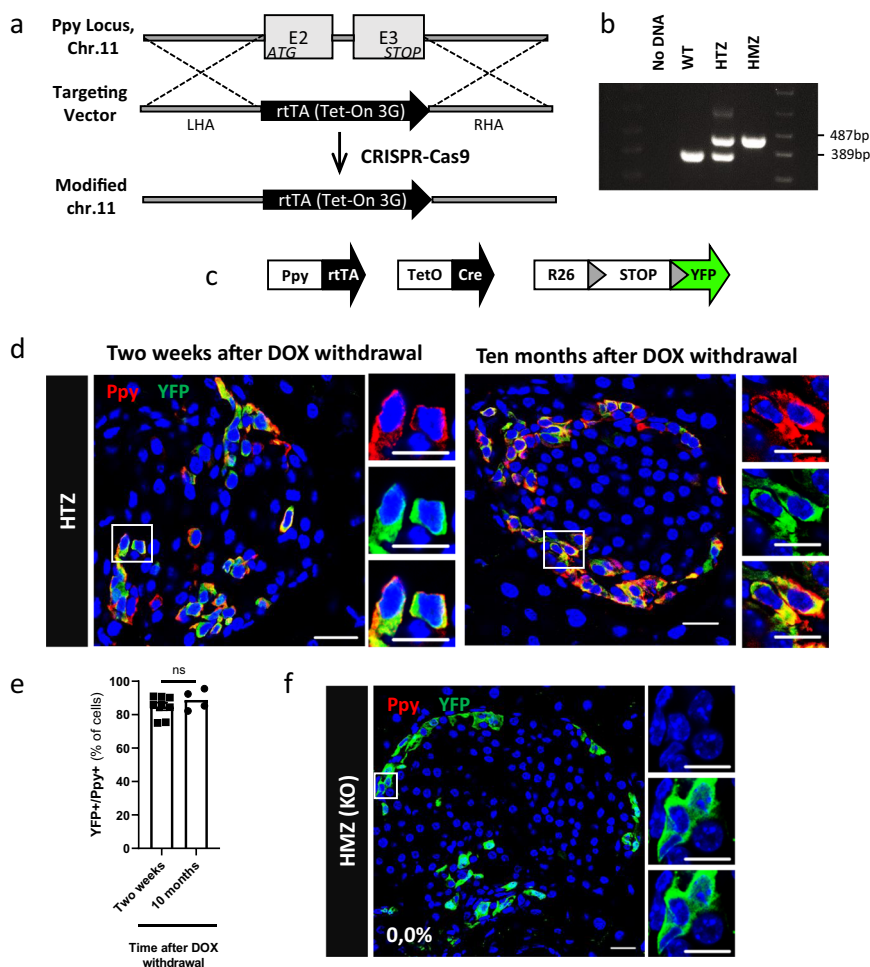 a
Ppy Locus,
Chr.11
E2
ATG
E3
STOP
Targeting
Vector
rtTA (Tet-On 3G)
LHA
RHA
CRISPR-Cas9
Modified
chr.11
rtTA (Tet-On 3G)
b
No DNA
WT
HTZ
HMZ
487bp
389bp
c
Ppy rtTA
TetO Cre
R26 STOP YFP
d
Two weeks after DOX withdrawal
Ten months after DOX withdrawal
HTZ
Ppy YFP
e
ns
100
80
60
40
20
0
YFP+/Ppy+ (% of cells)
Two weeks
10 months
Time after DOX
withdrawal
f
HMZ (KO)
Ppy YFP
0,0%